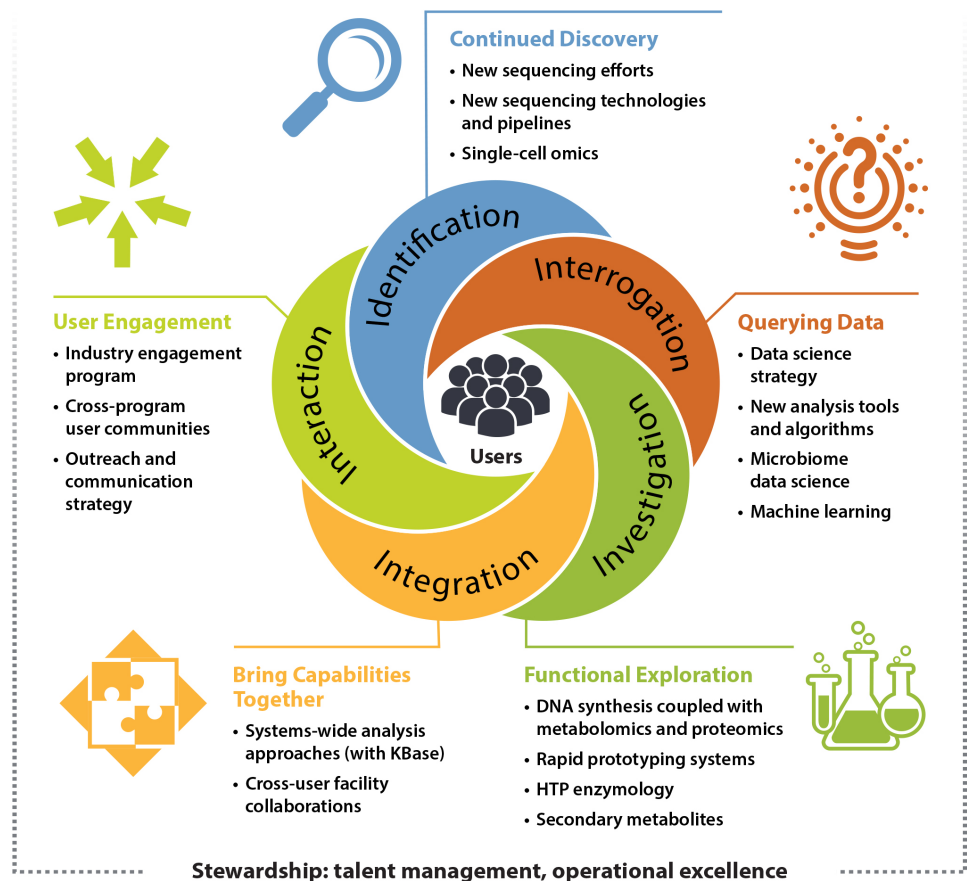 Continued Discovery
• New sequencing efforts
• New sequencing technologies
and pipelines
• Single-cell omics
Identification
Interrogation
Investigation
Integration
Interaction
Users
User Engagement
• Industry engagement
program
• Cross-program
user communities
• Outreach and
communication
strategy
Querying Data
• Data science
strategy
• New analysis tools
and algorithms
• Microbiome
data science
• Machine learning
Bring Capabilities
Together
• Systems-wide analysis
approaches (with KBase)
• Cross-user facility
collaborations
Functional Exploration
• DNA synthesis coupled with
metabolomics and proteomics
• Rapid prototyping systems
• HTP enzymology
• Secondary metabolites
Stewardship: talent management, operational excellence